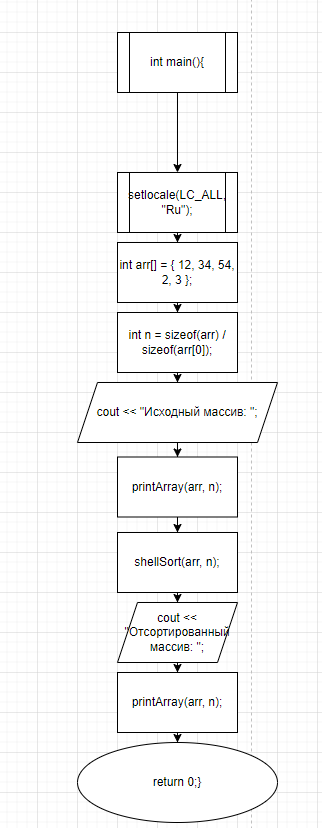 int main(){
setlocale(LC_ALL,
"Ru");
int arr[] = { 12, 34, 54,
2, 3 };
int n = sizeof(arr) /
sizeof(arr[0]);
cout << "Исходный массив: ";
printArray(arr, n);
shellSort(arr, n);
cout <<
"Отсортированный
массив: ";
printArray(arr, n);
return 0;}